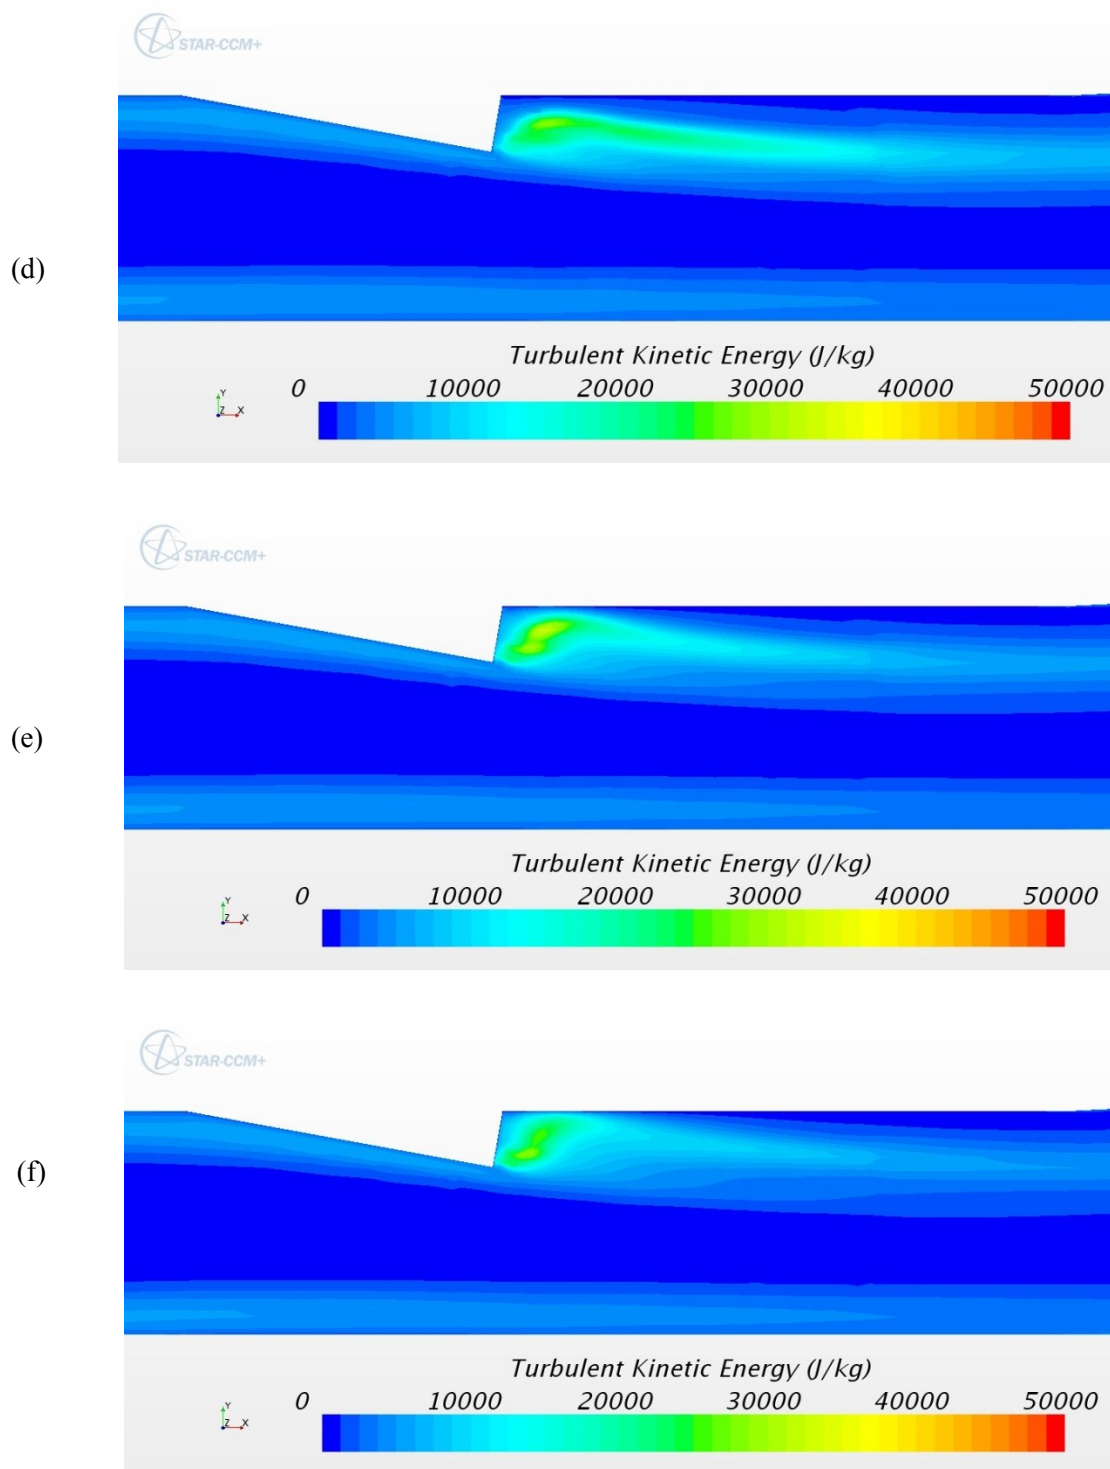 STAR-CCM+
(d)
Turbulent Kinetic Energy (J/kg)
0 10000 20000 30000 40000 50000
Y
Z X
STAR-CCM+
(e)
Turbulent Kinetic Energy (J/kg)
0 10000 20000 30000 40000 50000
Y
Z X
STAR-CCM+
(f)
Turbulent Kinetic Energy (J/kg)
0 10000 20000 30000 40000 50000
Y
Z X